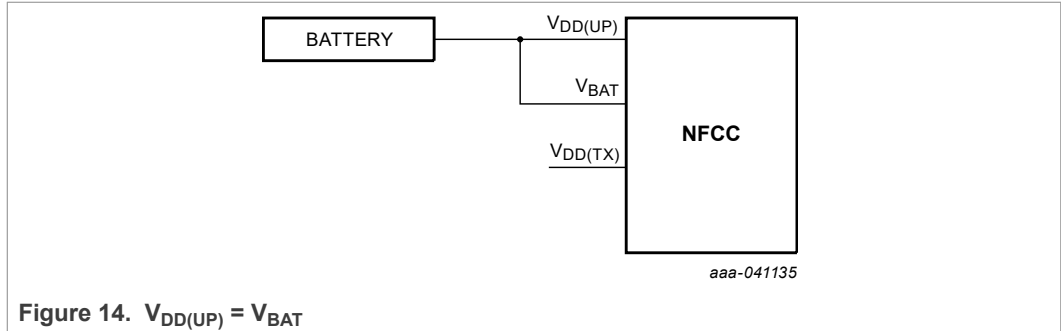 BATTERY
VDD(UP)
VBAT
VDD(TX)
NFCC
aaa-041135
Figure 14. VDD(UP) = VBAT